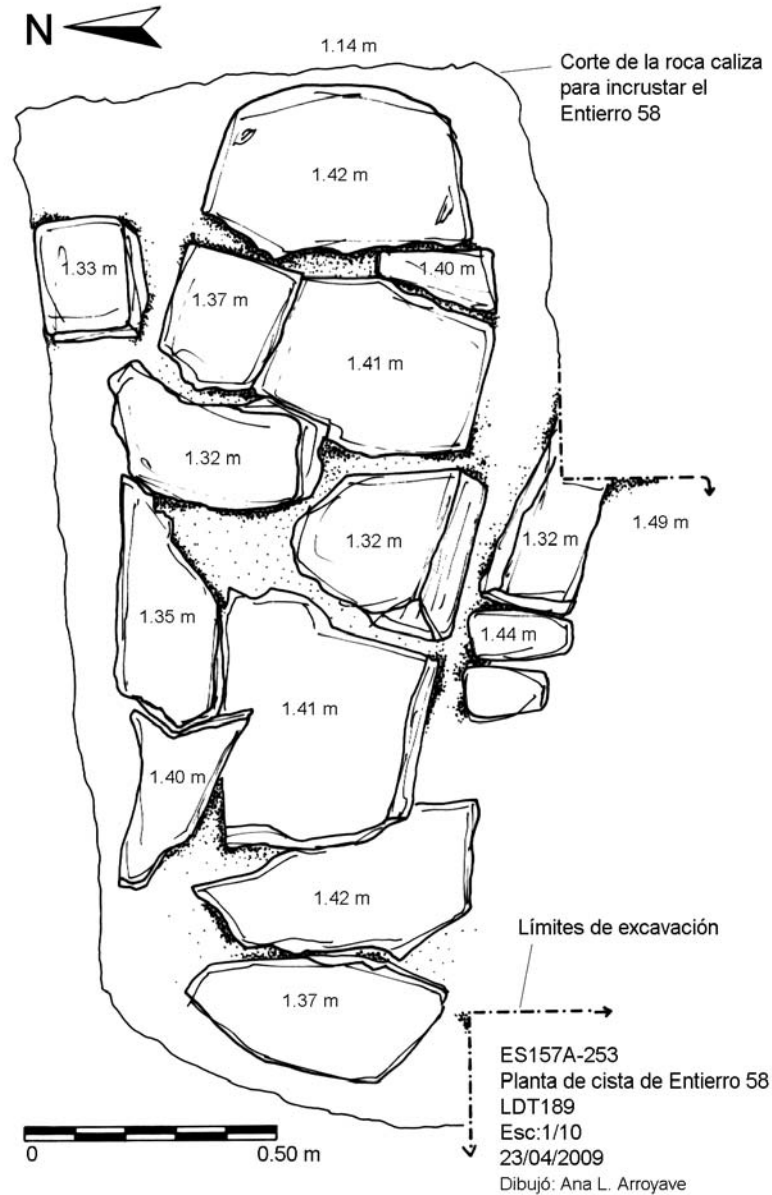 N
1.14 m
Corte de la roca caliza
para incrustar el
Entierro 58
1.42 m
1.33 m
1.40 m
1.37 m
1.41 m
1.32 m
1.32 m
1.32 m
1.49 m
1.35 m
1.44 m
1.41 m
1.40 m
1.42 m
Límites de excavación
1.37 m
ES157A-253
Planta de cista de Entierro 58
LDT189
Esc:1/10
23/04/2009
Dibujó: Ana L. Arroyave
0 0.50 m